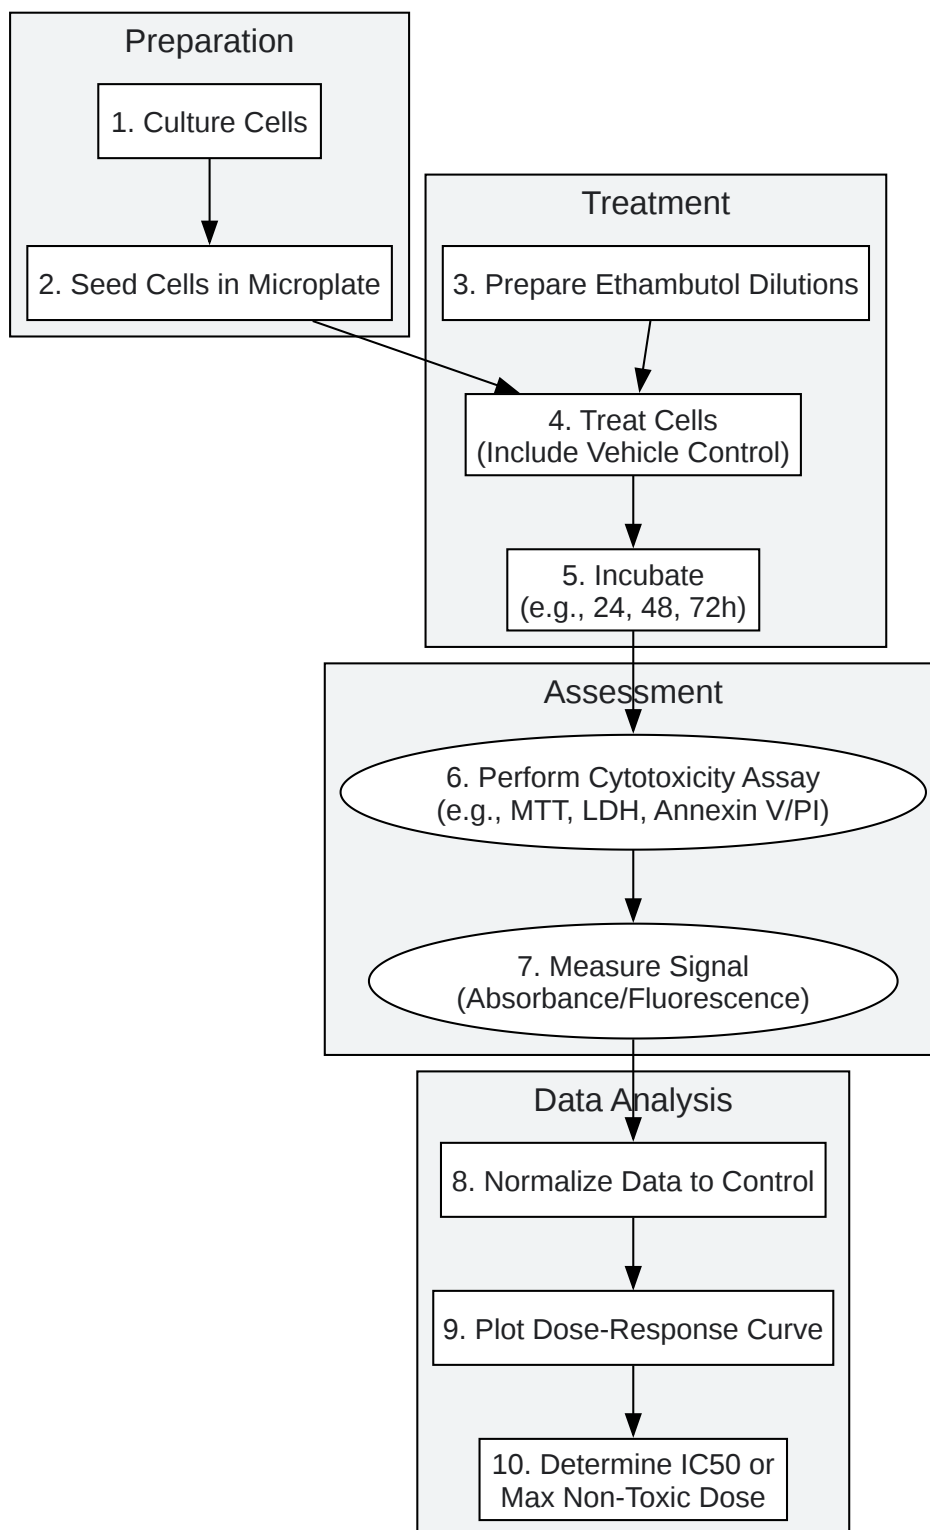 Preparation
1. Culture Cells
2. Seed Cells in Microplate
Treatment
3. Prepare Ethambutol Dilutions
4. Treat Cells
(Include Vehicle Control)
5. Incubate
(e.g., 24, 48, 72h)
Assessment
6. Perform Cytotoxicity Assay
(e.g., MTT, LDH, Annexin V/PI)
7. Measure Signal
(Absorbance/Fluorescence)
Data Analysis
8. Normalize Data to Control
9. Plot Dose-Response Curve
10. Determine IC50 or
Max Non-Toxic Dose